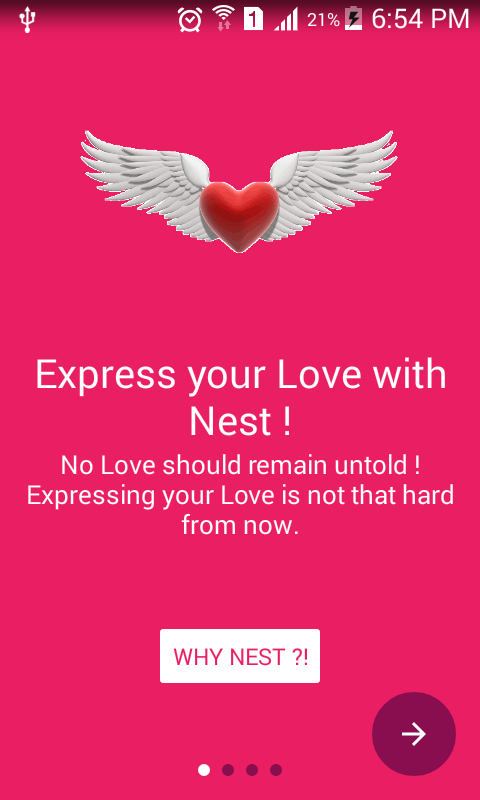 1 21% 6:54 PM
Express your Love with
Nest !
No Love should remain untold !
Expressing your Love is not that hard
from now.
WHY NEST ?!